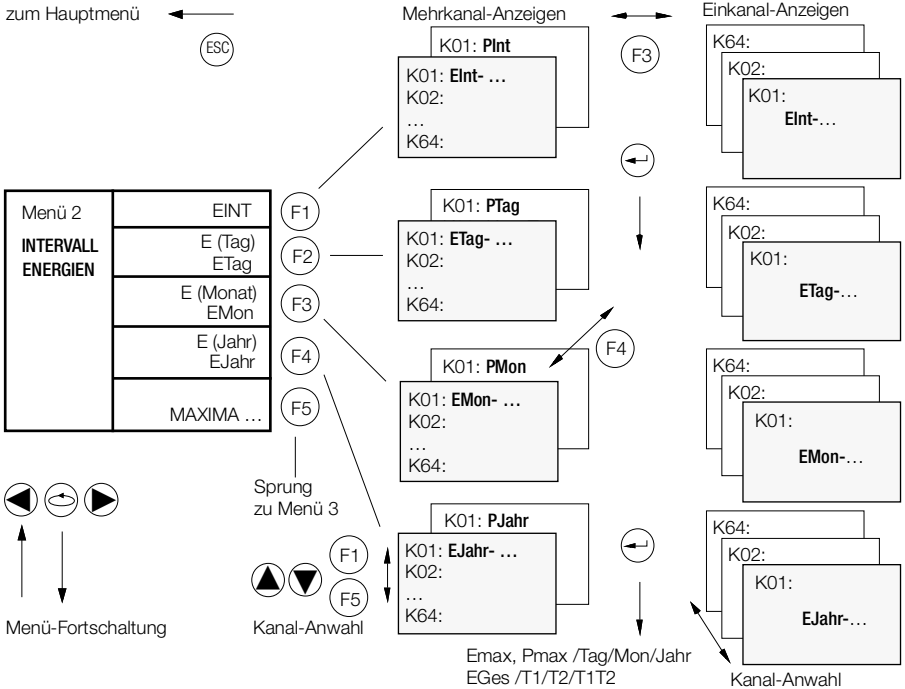 zum Hauptmenü
ESC
Mehrkanal-Anzeigen
Einkanal-Anzeigen
F3
K01: PInt
K01: EInt- ...
K02:
...
K64:
K64:
K02:
K01:
EInt-...
Menü 2
INTERVALL
ENERGIEN
EINT
E (Tag)
ETag
E (Monat)
EMon
E (Jahr)
EJahr
MAXIMA ...
F1
F2
F3
F4
F5
K01: PTag
K01: ETag- ...
K02:
...
K64:
K64:
K02:
K01:
ETag-...
F4
K01: PMon
K01: EMon- ...
K02:
...
K64:
K64:
K02:
K01:
EMon-...
Sprung
zu Menü 3
K01: PJahr
K01: EJahr- ...
K02:
...
K64:
K64:
K02:
K01:
EJahr-...
F1
F5
Menü-Fortschaltung
Kanal-Anwahl
Emax, Pmax /Tag/Mon/Jahr
EGes /T1/T2/T1T2
Kanal-Anwahl